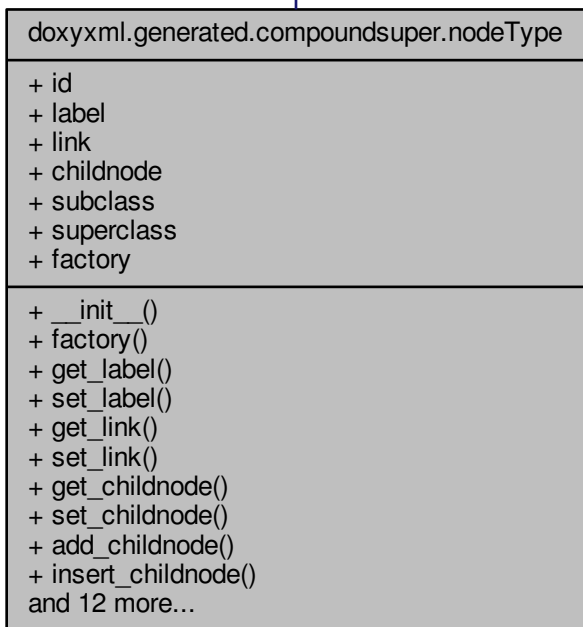 doxyxml.generated.compoundsuper.nodeType
+ id
+ label
+ link
+ childnode
+ subclass
+ superclass
+ factory
+ __init__()
+ factory()
+ get_label()
+ set_label()
+ get_link()
+ set_link()
+ get_childnode()
+ set_childnode()
+ add_childnode()
+ insert_childnode()
and 12 more...